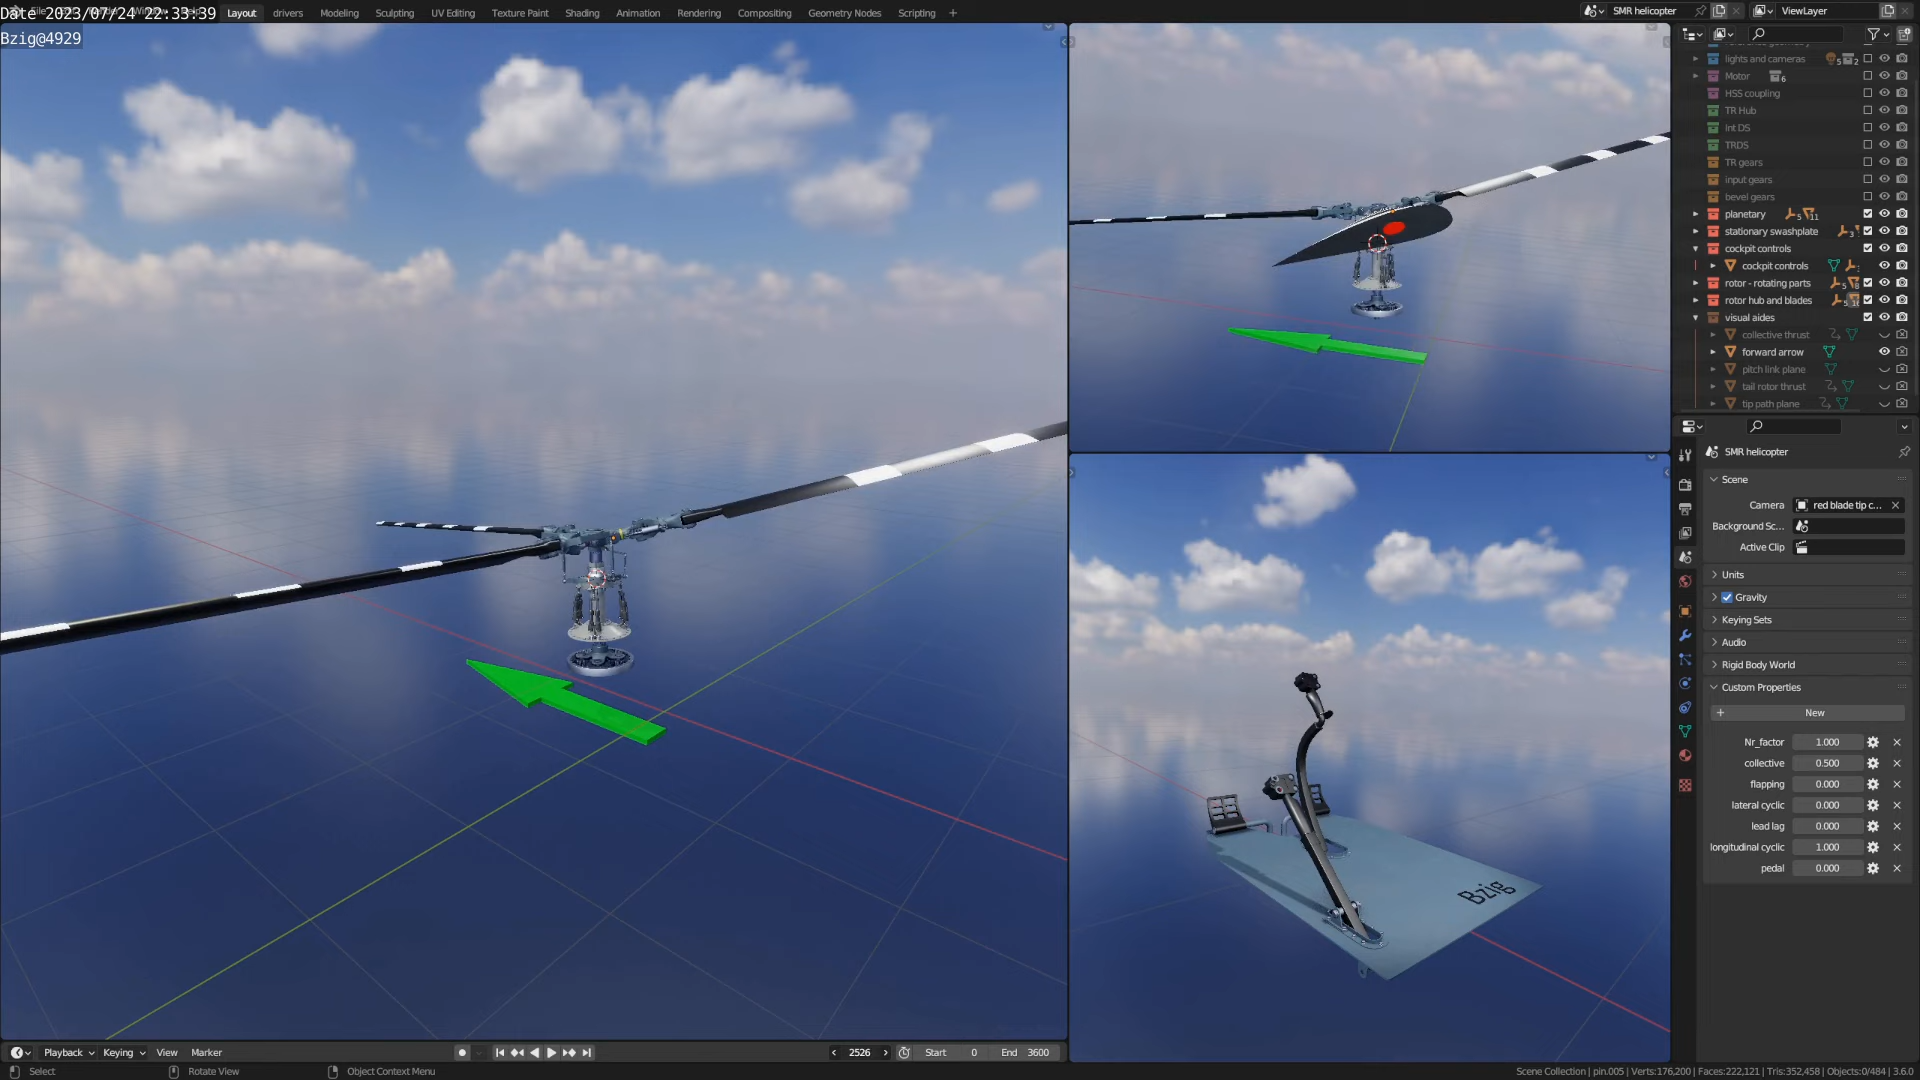 Date 2023/07/24 22:33:39
Bzig@4929
Layout drivers Modeling Sculpting UV Editing Texture Paint Shading Animation Rendering Compositing Geometry Nodes Scripting
SMR helicopter
ViewLayer
lights and cameras 5 2
Motor 6
HSS coupling
TR Hub
Int DS
TRDS
TR gears
input gears
bevel gears
planetary 5 11
stationary swashplate 3
cockpit controls
cockpit controls
rotor - rotating parts 5
rotor hub and blades 5
visual aides
collective thrust
forward arrow
pitch link plane
tail rotor thrust
tip path plane
SMR helicopter
Scene
Camera red blade tip c...
Background Sc...
Active Clip
Units
Gravity
Keying Sets
Audio
Rigid Body World
Custom Properties
New
Nr_factor 1.000
collective 0.500
flapping 0.000
lateral cyclic 0.000
lead lag 0.000
longitudinal cyclic 1.000
pedal 0.000
Bzig
Playback Keying View Marker
2526
Start 0 End 3600
Select Rotate View Object Context Menu
Scene Collection | pin.005 | Verts:176,200 | Faces:222,121 | Tris:352,458 | Objects:0/484 | 3.6.0